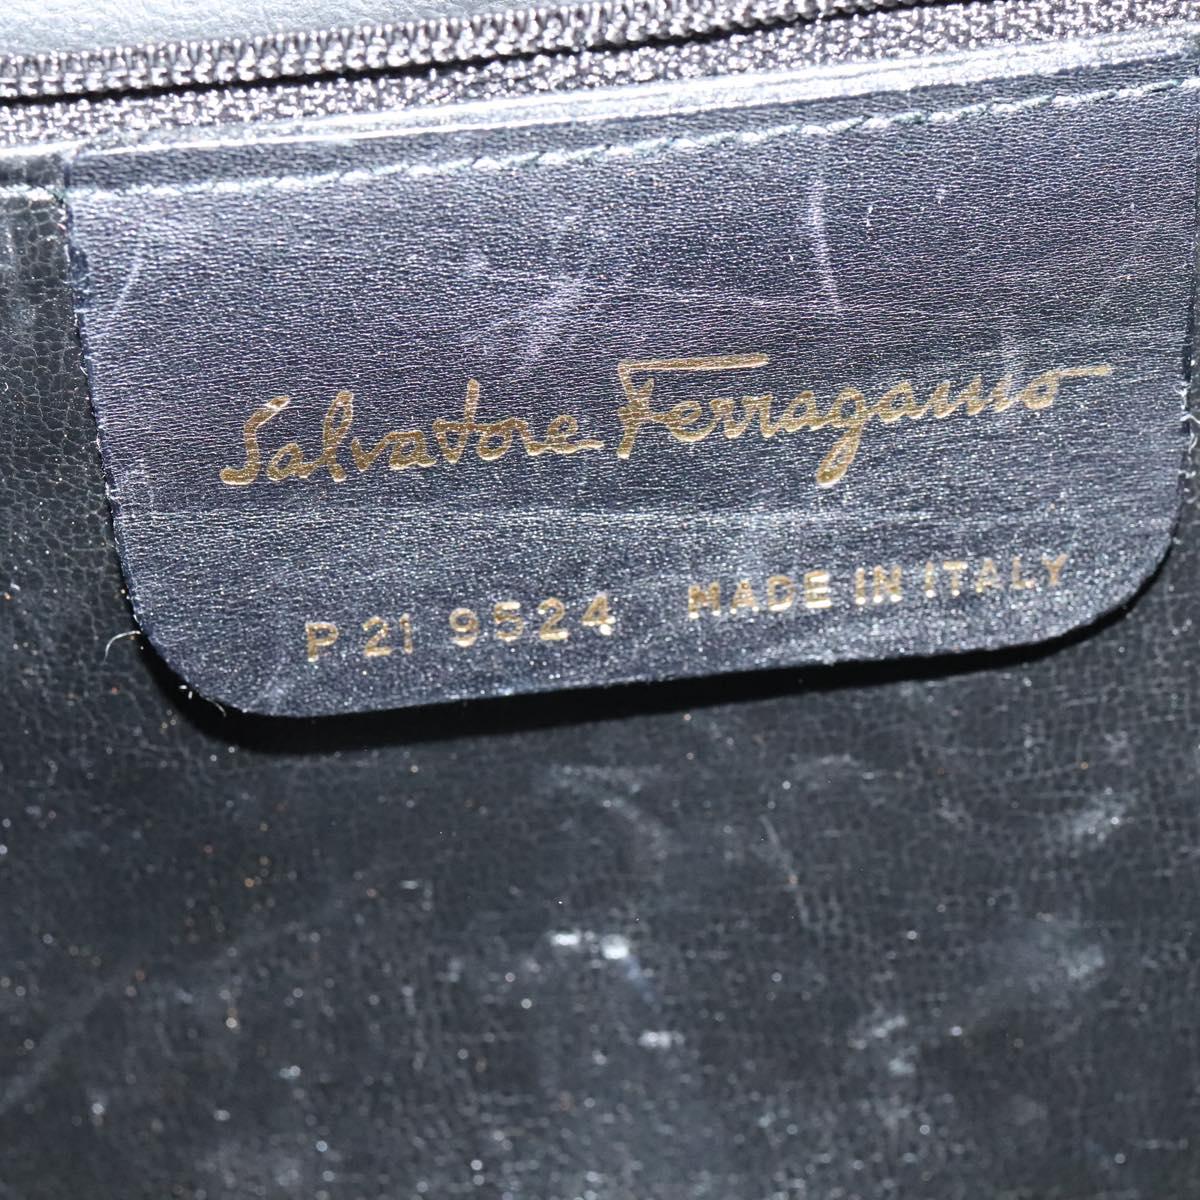 Salvatore Ferragamo
P 21 9524 MADE IN ITALY